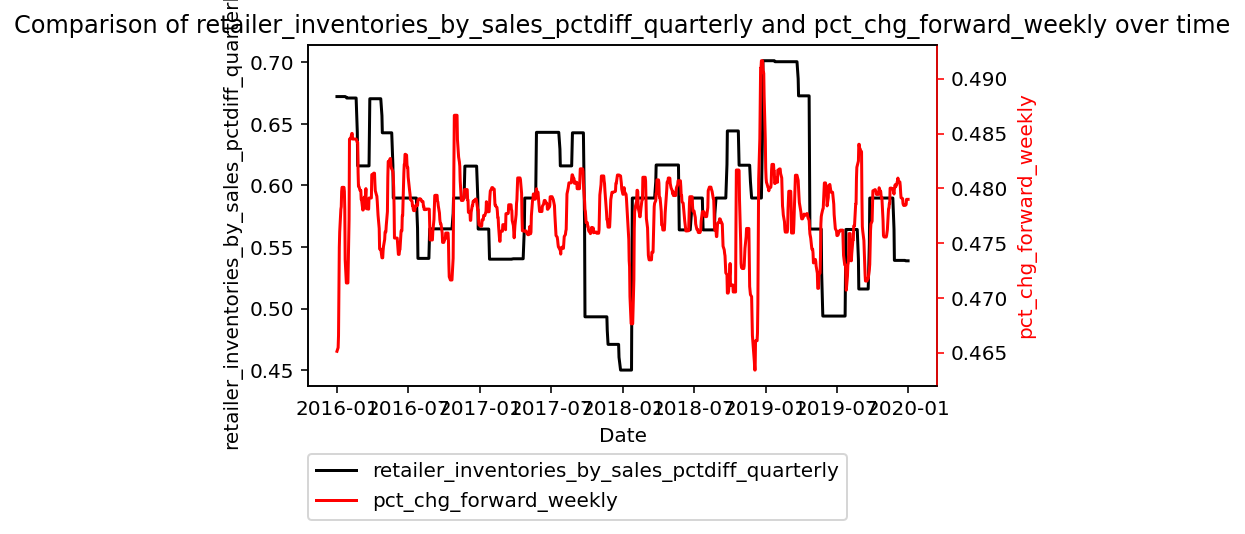 Comparison of retailer_inventories_by_sales_pctdiff_quarterly and pct_chg_forward_weekly over time
retailer_inventories_by_sales_pctdiff_quarterly
0.70
0.65
0.60
0.55
0.50
0.45
0.490
0.485
0.480
0.475
0.470
0.465
pct_chg_forward_weekly
2016-01 2016-07 2017-01 2017-07 2018-01 2018-07 2019-01 2019-07 2020-01
Date
retailer_inventories_by_sales_pctdiff_quarterly
pct_chg_forward_weekly